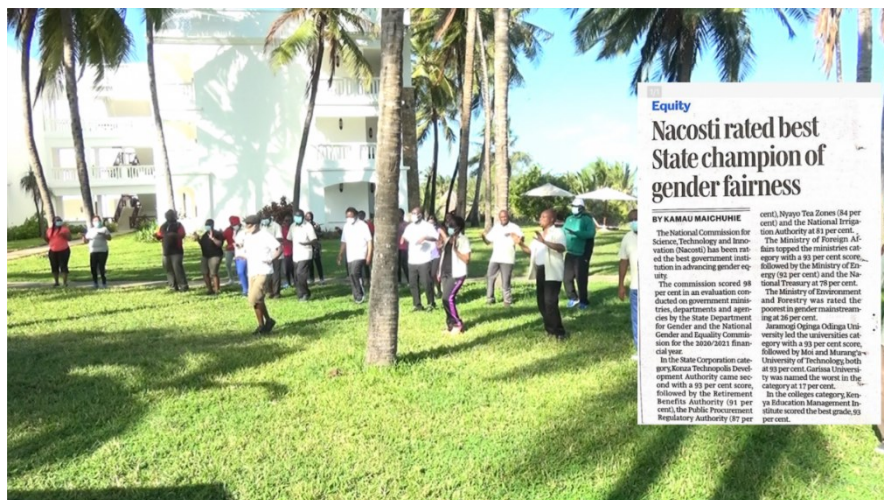 Equity
Nacosti rated best
State champion of
gender fairness
BY KAMAU MAICHUHIE
The National Commission for
Science, Technology and Inno-
vation (Nacosti) has been rat-
ed the best government insti-
tution in advancing gender eq-
uity.
The commission scored 98
per cent in an evaluation con-
ducted on government minis-
tries, departments and agen-
cies by the State Department
for Gender and the National
Gender and Equality Commis-
sion for the 2020/2021 finan-
cial year.
In the State Corporation cate-
gory, Konza Technopolis Devel-
opment Authority came sec-
ond with a 93 per cent score,
followed by the Retirement
Benefits Authority (91 per
cent), the Public Procurement
Regulatory Authority (87 per
cent), Nyayo Tea Zones (84 per
cent) and the National Irriga-
tion Authority at 81 per cent.
The Ministry of Foreign Af-
fairs topped the ministries cat-
egory with a 93 per cent score,
followed by the Ministry of En-
ergy (92 per cent) and the Na-
tional Treasury at 78 per cent.
The Ministry of Environment
and Forestry was rated the
poorest in gender mainstream-
ing at 26 per cent.
Jaramogi Oginga Odinga Uni-
versity led the universities cat-
egory with a 93 per cent score,
followed by Moi and Murang'a
University of Technology, both
at 93 per cent. Garissa Universi-
ty was named the worst in the
category at 17 per cent.
In the colleges category, Ken-
ya Education Management In-
stitute scored the best grade, 93
per cent.